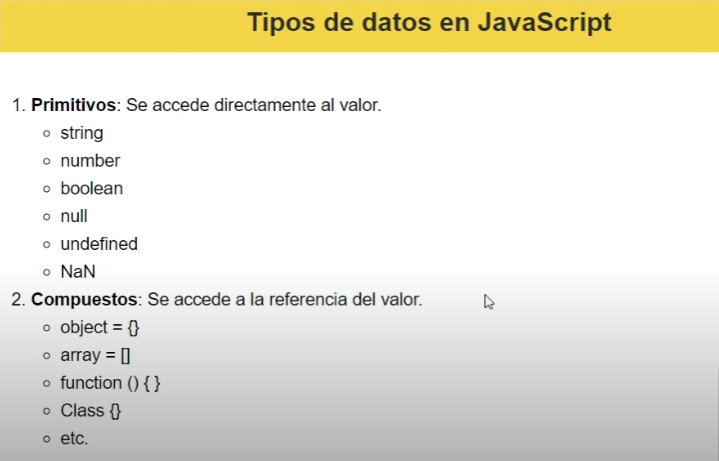 Tipos de datos en JavaScript
1. Primitivos: Se accede directamente al valor.
string
number
boolean
null
undefined
NaN
2. Compuestos: Se accede a la referencia del valor.
object = {}
array = []
function () { }
Class {}
etc.